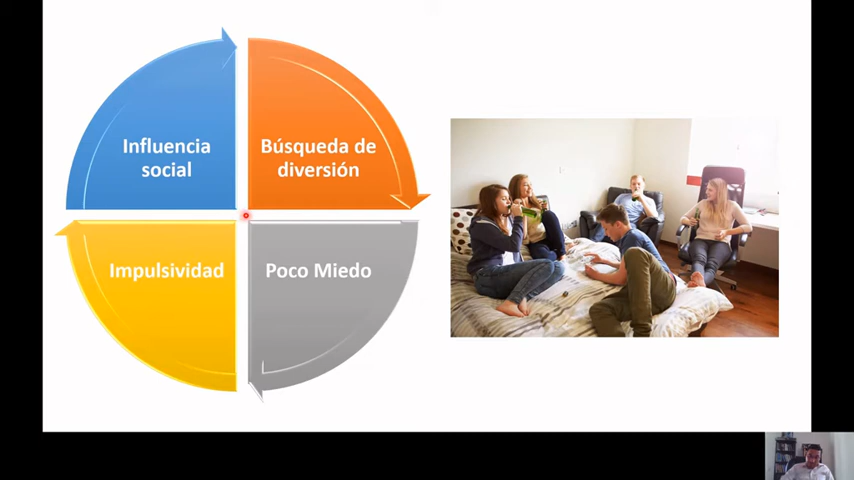 Influencia
social
Búsqueda de
diversión
Impulsividad
Poco Miedo